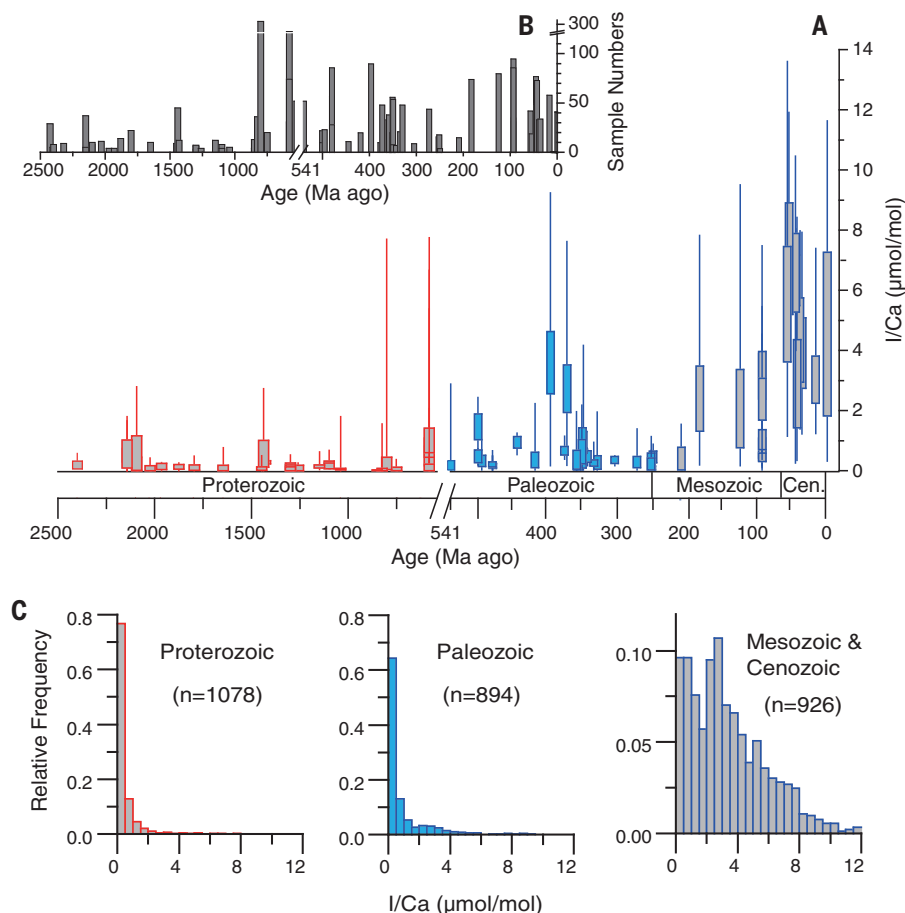 B
A
300
100
50
0
Sample Numbers
2500
2000
1500
1000
541
400
300
200
100
0
Age (Ma ago)
14
12
10
8
6
4
2
0
I/Ca (μmol/mol)
Proterozoic
Paleozoic
Mesozoic
Cen.
2500
2000
1500
1000
541
400
300
200
100
0
Age (Ma ago)
C
Relative Frequency
0.8
0.6
0.4
0.2
0.0
Proterozoic
(n=1078)
0
4
8
12
0.8
0.6
0.4
0.2
0.0
Paleozoic
(n=894)
0
4
8
12
0.10
0.05
0.00
Mesozoic &
Cenozoic
(n=926)
0
4
8
12
I/Ca (μmol/mol)